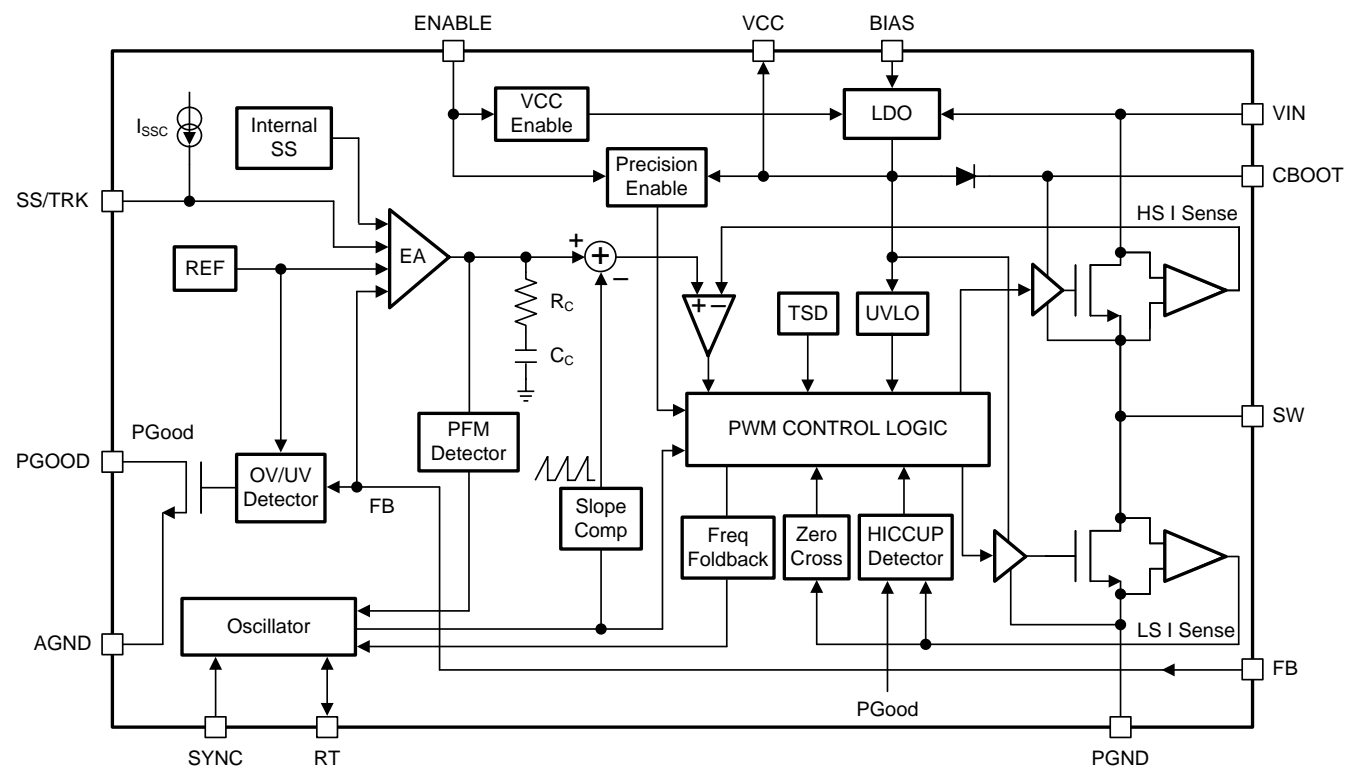 ENABLE
VCC
BIAS
VCC
Enable
LDO
VIN
ISSC
Internal
SS
Precision
Enable
CBOOT
SS/TRK
HS I Sense
REF
EA
+
+
–
RC
CC
+ –
TSD
UVLO
PWM CONTROL LOGIC
SW
PGood
PGOOD
OV/UV
Detector
FB
PFM
Detector
Slope
Comp
Freq
Foldback
Zero
Cross
HICCUP
Detector
Oscillator
AGND
LS I Sense
FB
PGood
SYNC
RT
PGND